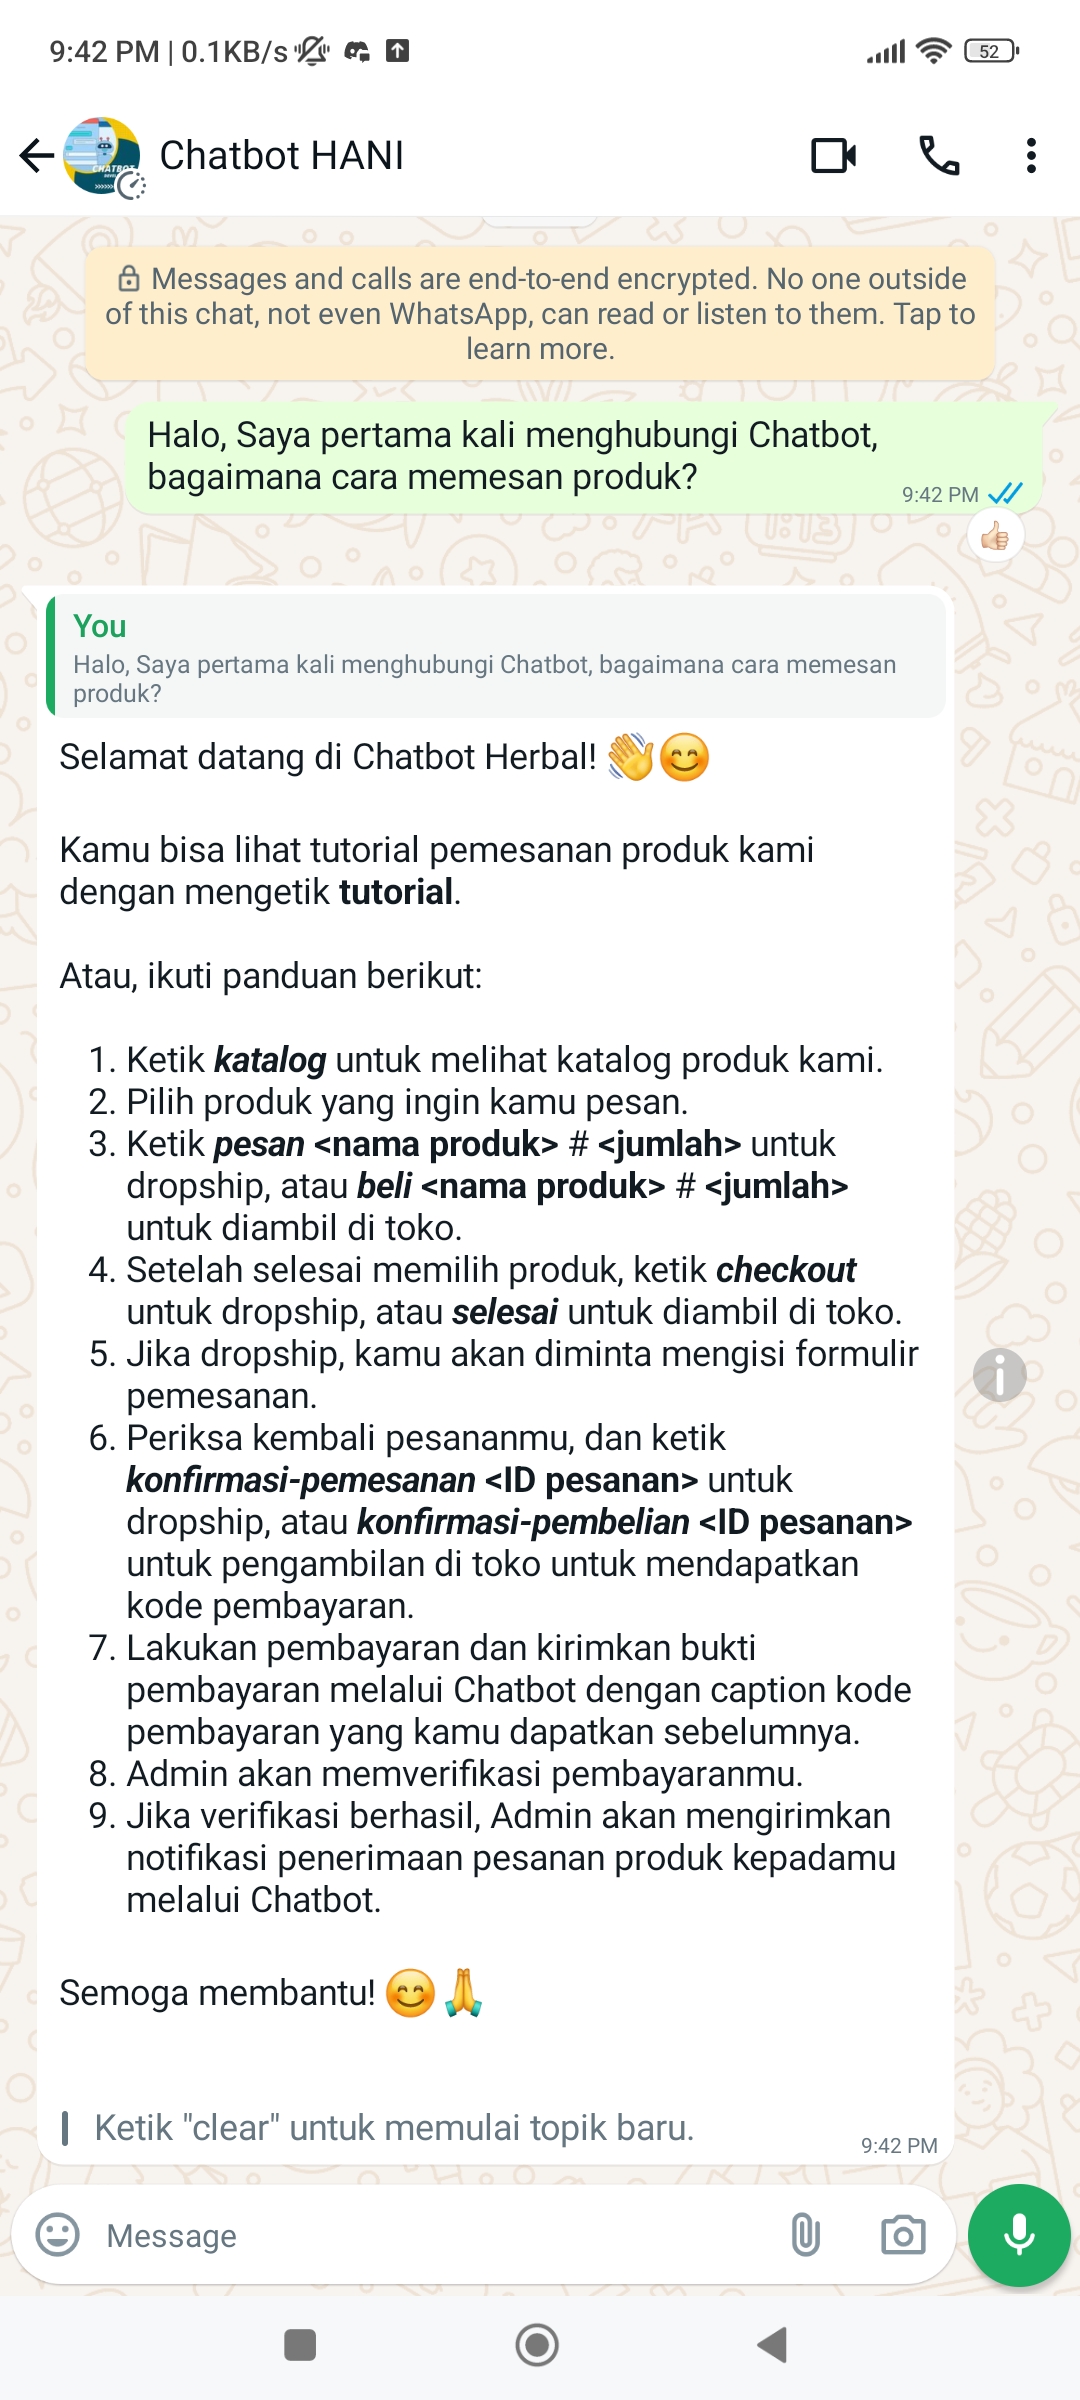 9:42 PM | 0.1KB/s
52
Chatbot HANI
CHATBOT
Messages and calls are end-to-end encrypted. No one outside
of this chat, not even WhatsApp, can read or listen to them. Tap to
learn more.
Halo, Saya pertama kali menghubungi Chatbot,
bagaimana cara memesan produk?
9:42 PM
You
Halo, Saya pertama kali menghubungi Chatbot, bagaimana cara memesan
produk?
Selamat datang di Chatbot Herbal! 👋😊
Kamu bisa lihat tutorial pemesanan produk kami
dengan mengetik tutorial.
Atau, ikuti panduan berikut:
1. Ketik katalog untuk melihat katalog produk kami.
2. Pilih produk yang ingin kamu pesan.
3. Ketik pesan <nama produk> # <jumlah> untuk
dropship, atau beli <nama produk> # <jumlah>
untuk diambil di toko.
4. Setelah selesai memilih produk, ketik checkout
untuk dropship, atau selesai untuk diambil di toko.
5. Jika dropship, kamu akan diminta mengisi formulir
pemesanan.
6. Periksa kembali pesananmu, dan ketik
konfirmasi-pemesanan <ID pesanan> untuk
dropship, atau konfirmasi-pembelian <ID pesanan>
untuk pengambilan di toko untuk mendapatkan
kode pembayaran.
7. Lakukan pembayaran dan kirimkan bukti
pembayaran melalui Chatbot dengan caption kode
pembayaran yang kamu dapatkan sebelumnya.
8. Admin akan memverifikasi pembayaranmu.
9. Jika verifikasi berhasil, Admin akan mengirimkan
notifikasi penerimaan pesanan produk kepadamu
melalui Chatbot.
Semoga membantu! 😊🙏
Ketik "clear" untuk memulai topik baru.
9:42 PM
Message